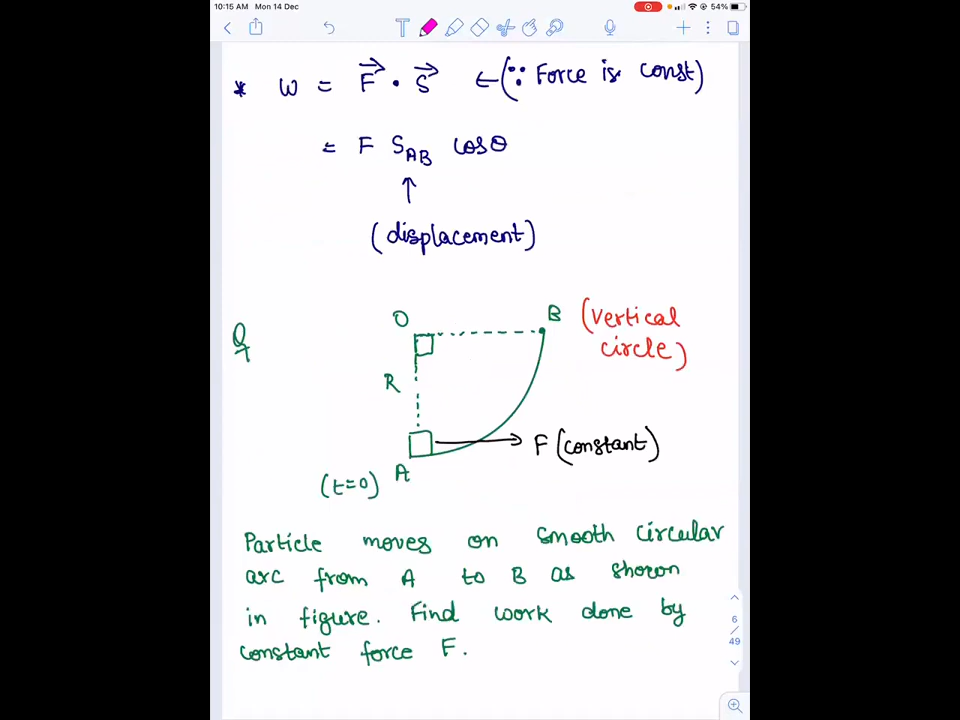 10:15 AM Mon 14 Dec
54%
T
* W = F⃗ · S⃗ ← (∵ Force is const)
= F S_AB cosθ
↑
(displacement)
Q
O
B
(Vertical
circle)
R
F (constant)
A
(t=0)
Particle moves on smooth circular
arc from A to B as shown
in figure. Find work done by
constant force F.
6
/
49